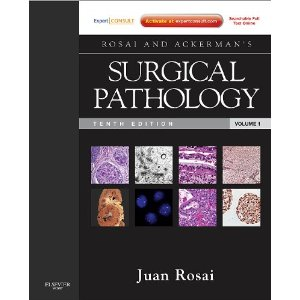 Expert CONSULT
Activate at expertconsult.com
Searchable Full
Text Online
ROSAI AND ACKERMAN'S
SURGICAL
PATHOLOGY
TENTH EDITION
VOLUME 1
ELSEVIER
Juan Rosai